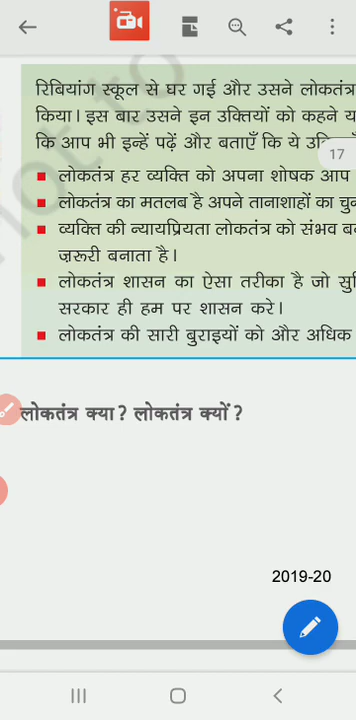 रिबियांग स्कूल से घर गई और उसने लोकतंत्र
किया। इस बार उसने इन उक्तियों को कहने
कि आप भी इन्हें पढ़ें और बताएँ कि ये
17
लोकतंत्र हर व्यक्ति को अपना शोषक आप
लोकतंत्र का मतलब है अपने तानाशाहों का
व्यक्ति की न्यायप्रियता लोकतंत्र को संभव
ज़रूरी बनाता है।
लोकतंत्र शासन का ऐसा तरीका है जो
सरकार ही हम पर शासन करे।
लोकतंत्र की सारी बुराइयों को और अधिक
लोकतंत्र क्या? लोकतंत्र क्यों?
2019-20